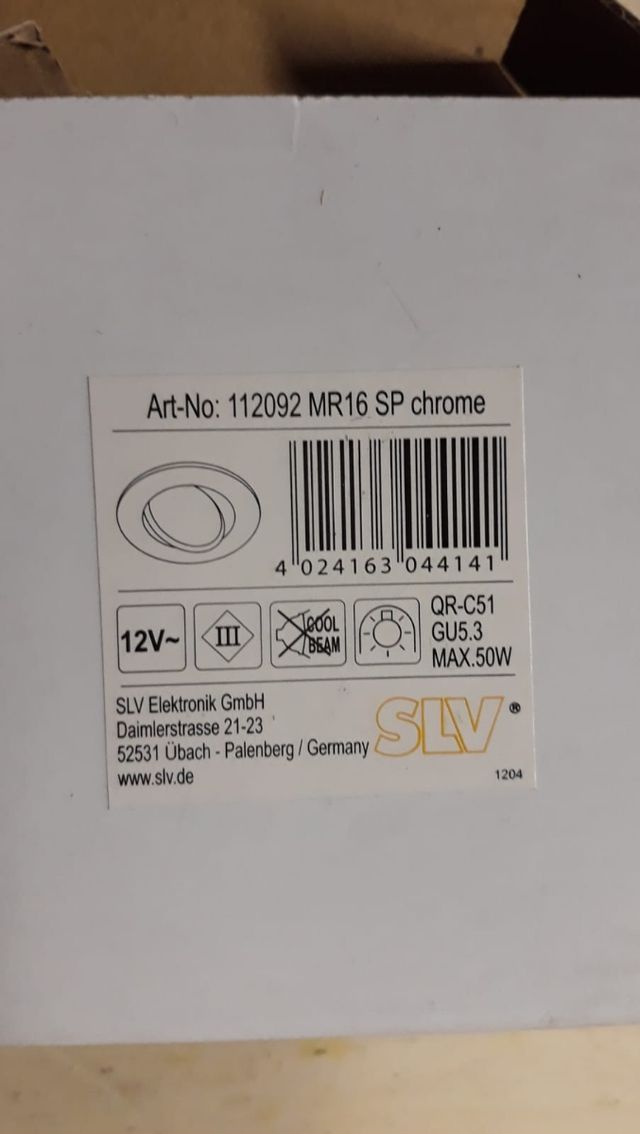 Art-No: 112092 MR16 SP chrome
4 024163 044141
12V~
III
COOL
BEAM
QR-C51
GU5.3
MAX.50W
SLV Elektronik GmbH
Daimlerstrasse 21-23
52531 Übach - Palenberg / Germany
www.slv.de
SLV®
1204